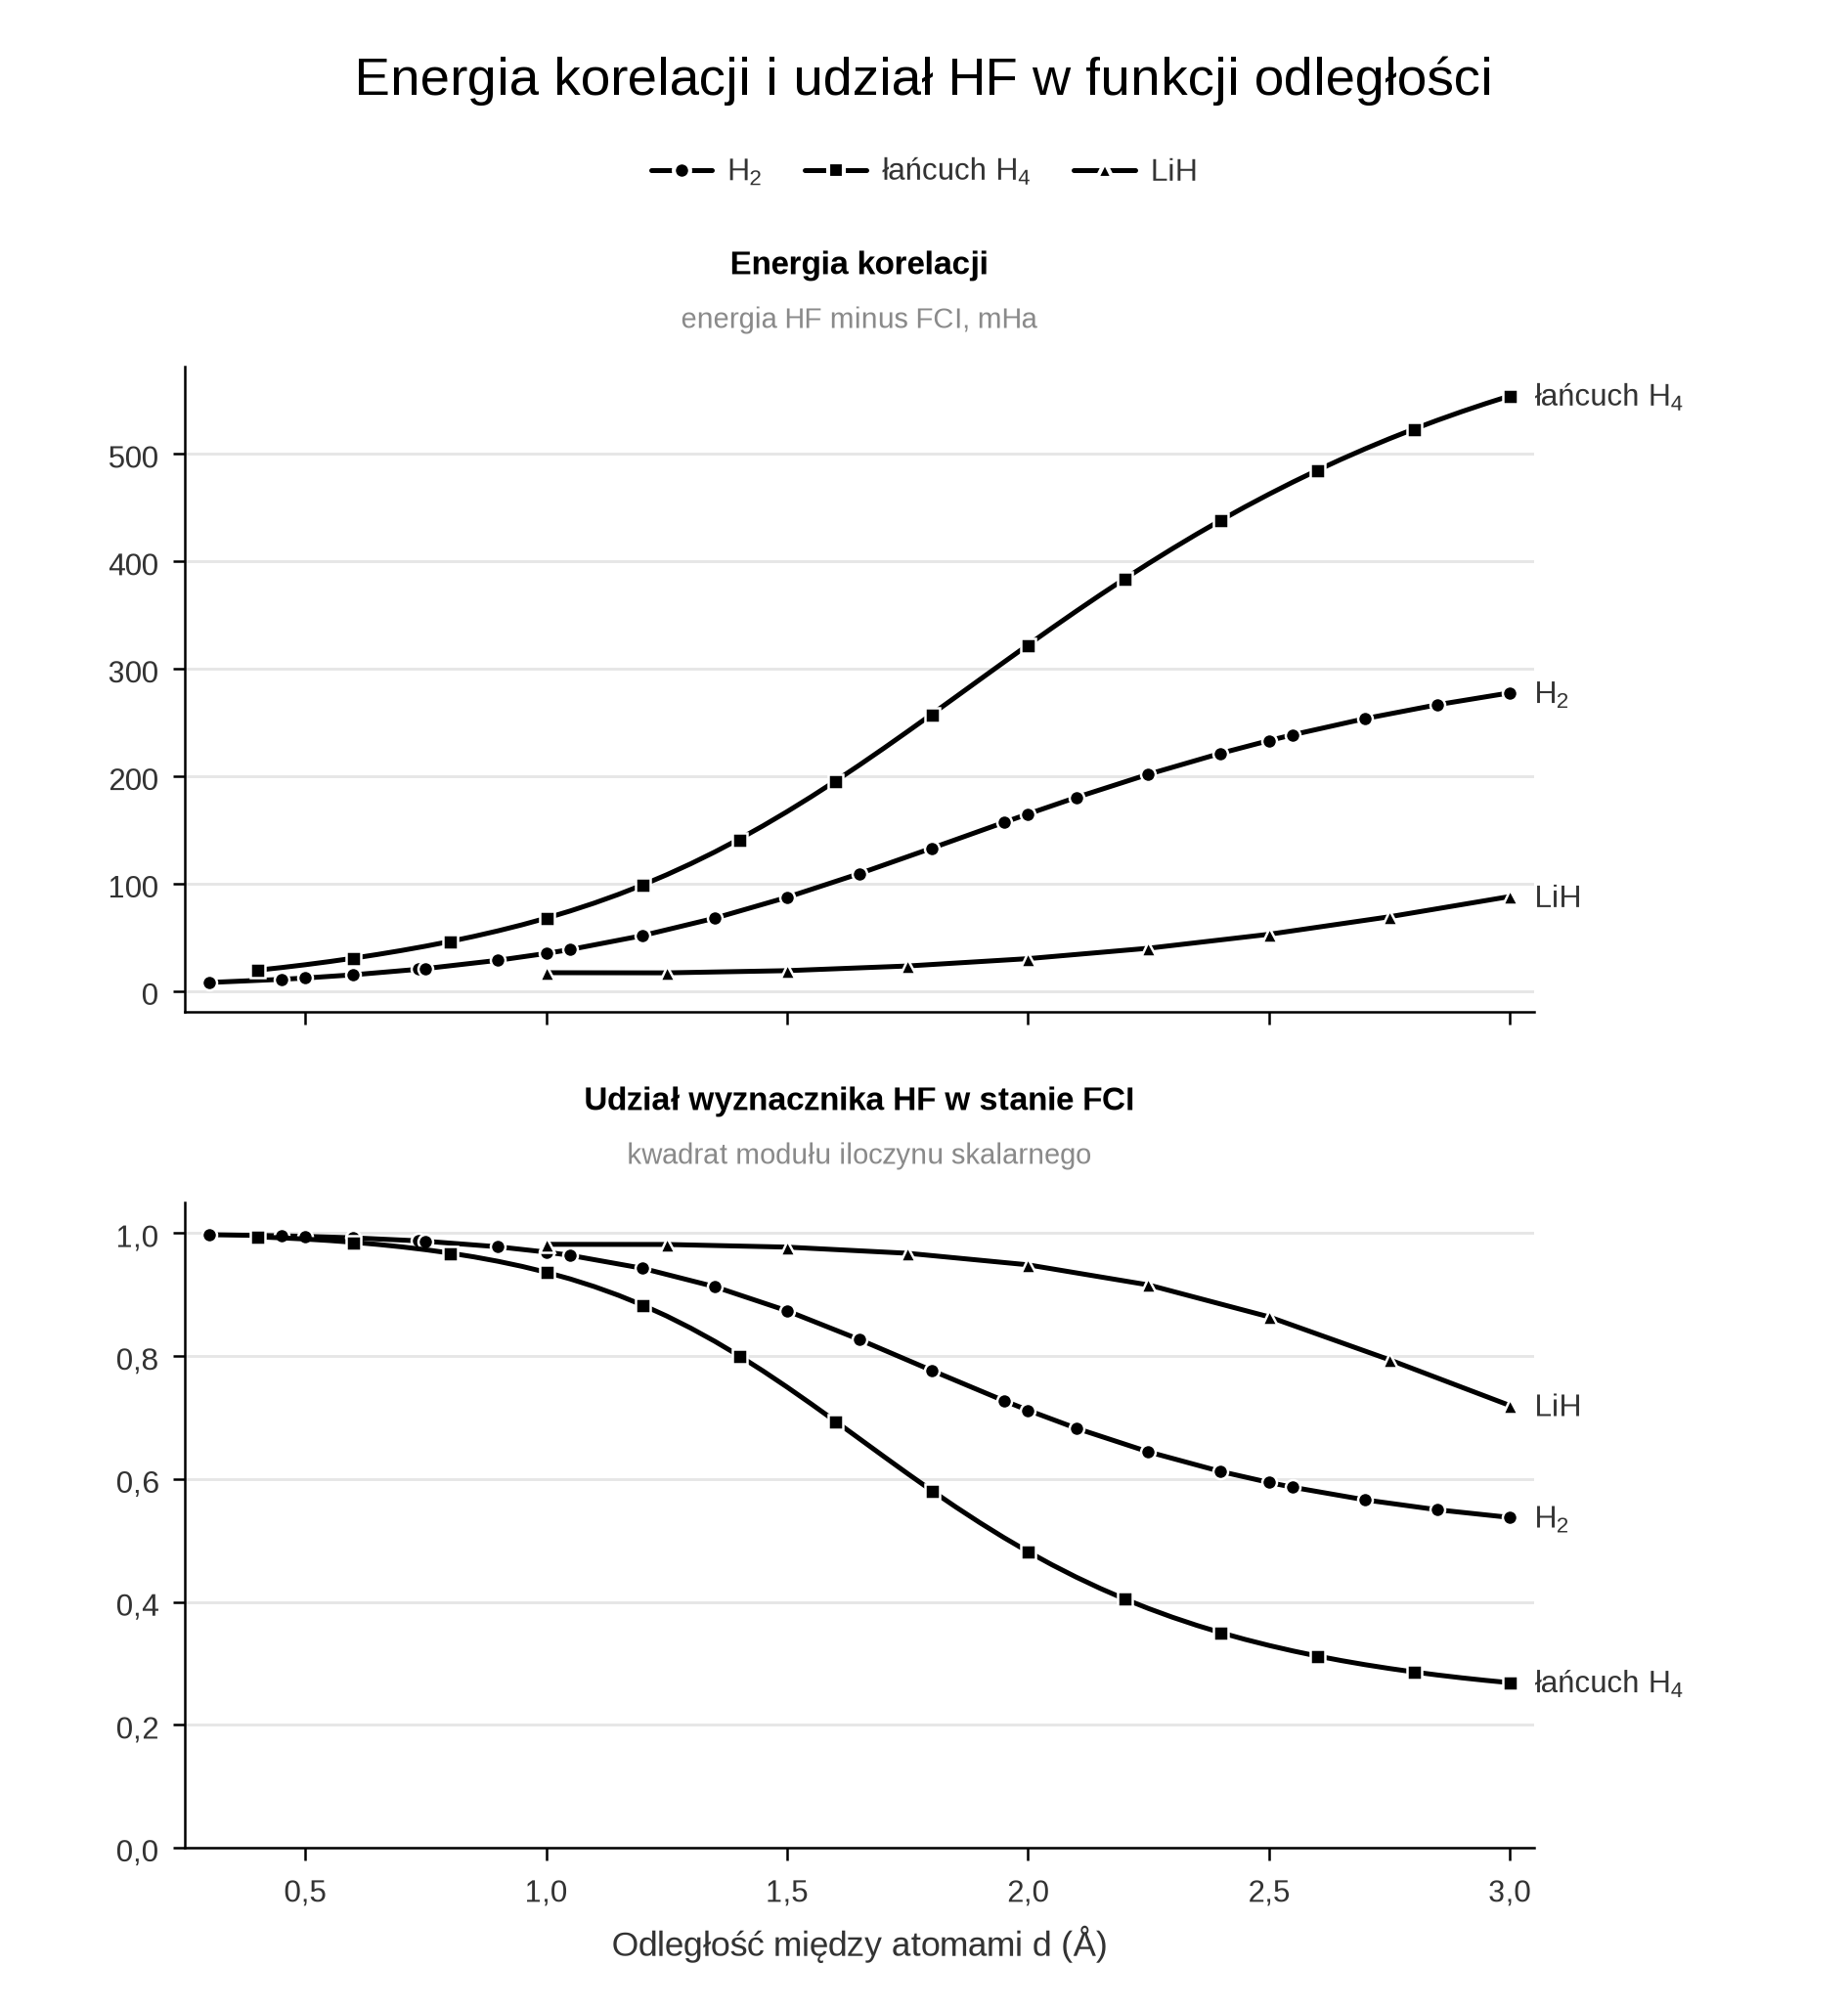 Energia korelacji i udział HF w funkcji odległości
H₂ łańcuch H₄ LiH
Energia korelacji
energia HF minus FCI, mHa
łańcuch H₄
500
400
300
H₂
200
100
LiH
0
Udział wyznacznika HF w stanie FCI
kwadrat modułu iloczynu skalarnego
1,0
0,8
LiH
0,6
H₂
0,4
łańcuch H₄
0,2
0,0
0,5 1,0 1,5 2,0 2,5 3,0
Odległość między atomami d (Å)